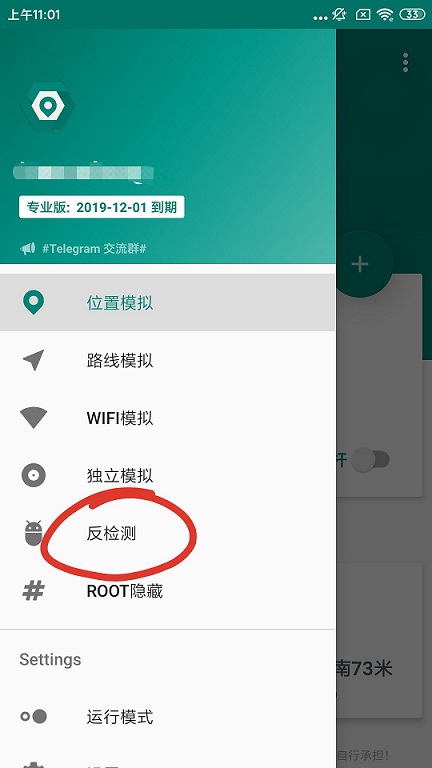 上午11:01
33
专业版: 2019-12-01 到期
#Telegram 交流群#
位置模拟
路线模拟
WIFI模拟
独立模拟
杆
反检测
ROOT隐藏
Settings
南73米
运行模式
自行承担！